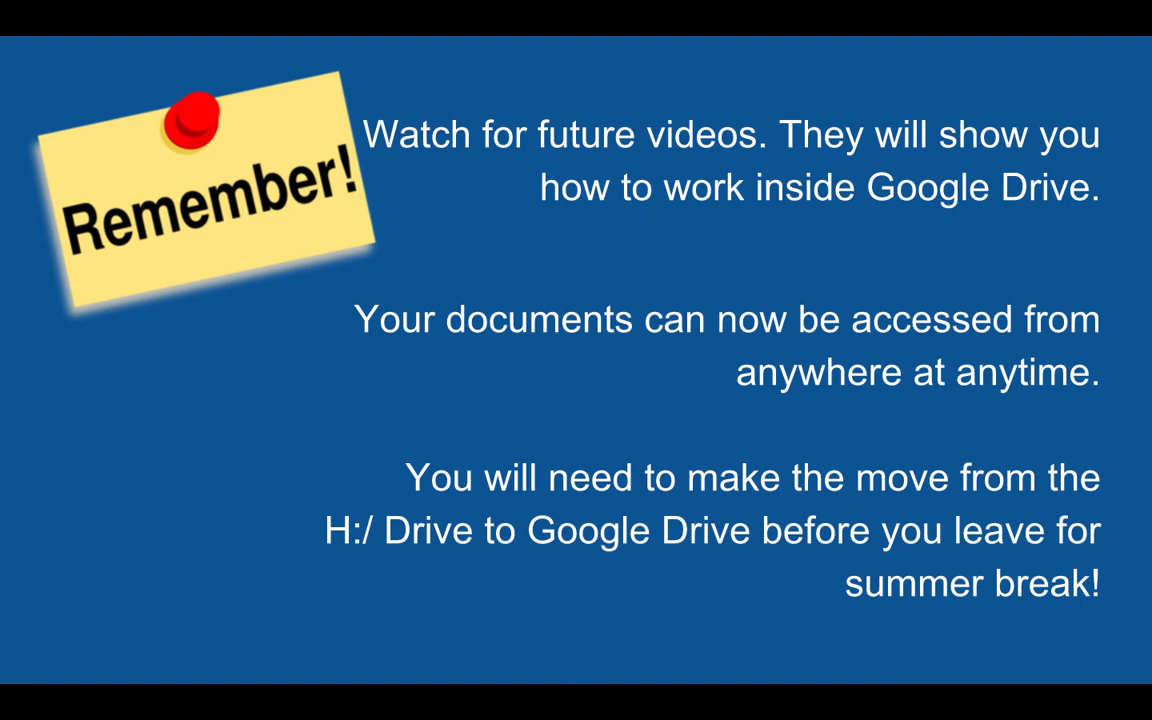 Remember!
Watch for future videos. They will show you
how to work inside Google Drive.
Your documents can now be accessed from
anywhere at anytime.
You will need to make the move from the
H:/ Drive to Google Drive before you leave for
summer break!